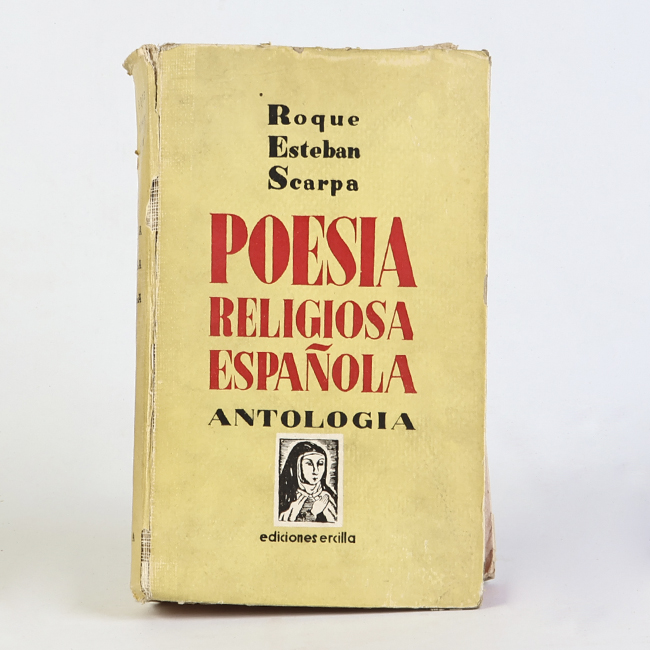 Roque
Esteban
Scarpa
POESIA
RELIGIOSA
ESPAÑOLA
ANTOLOGIA
ediciones ercilla